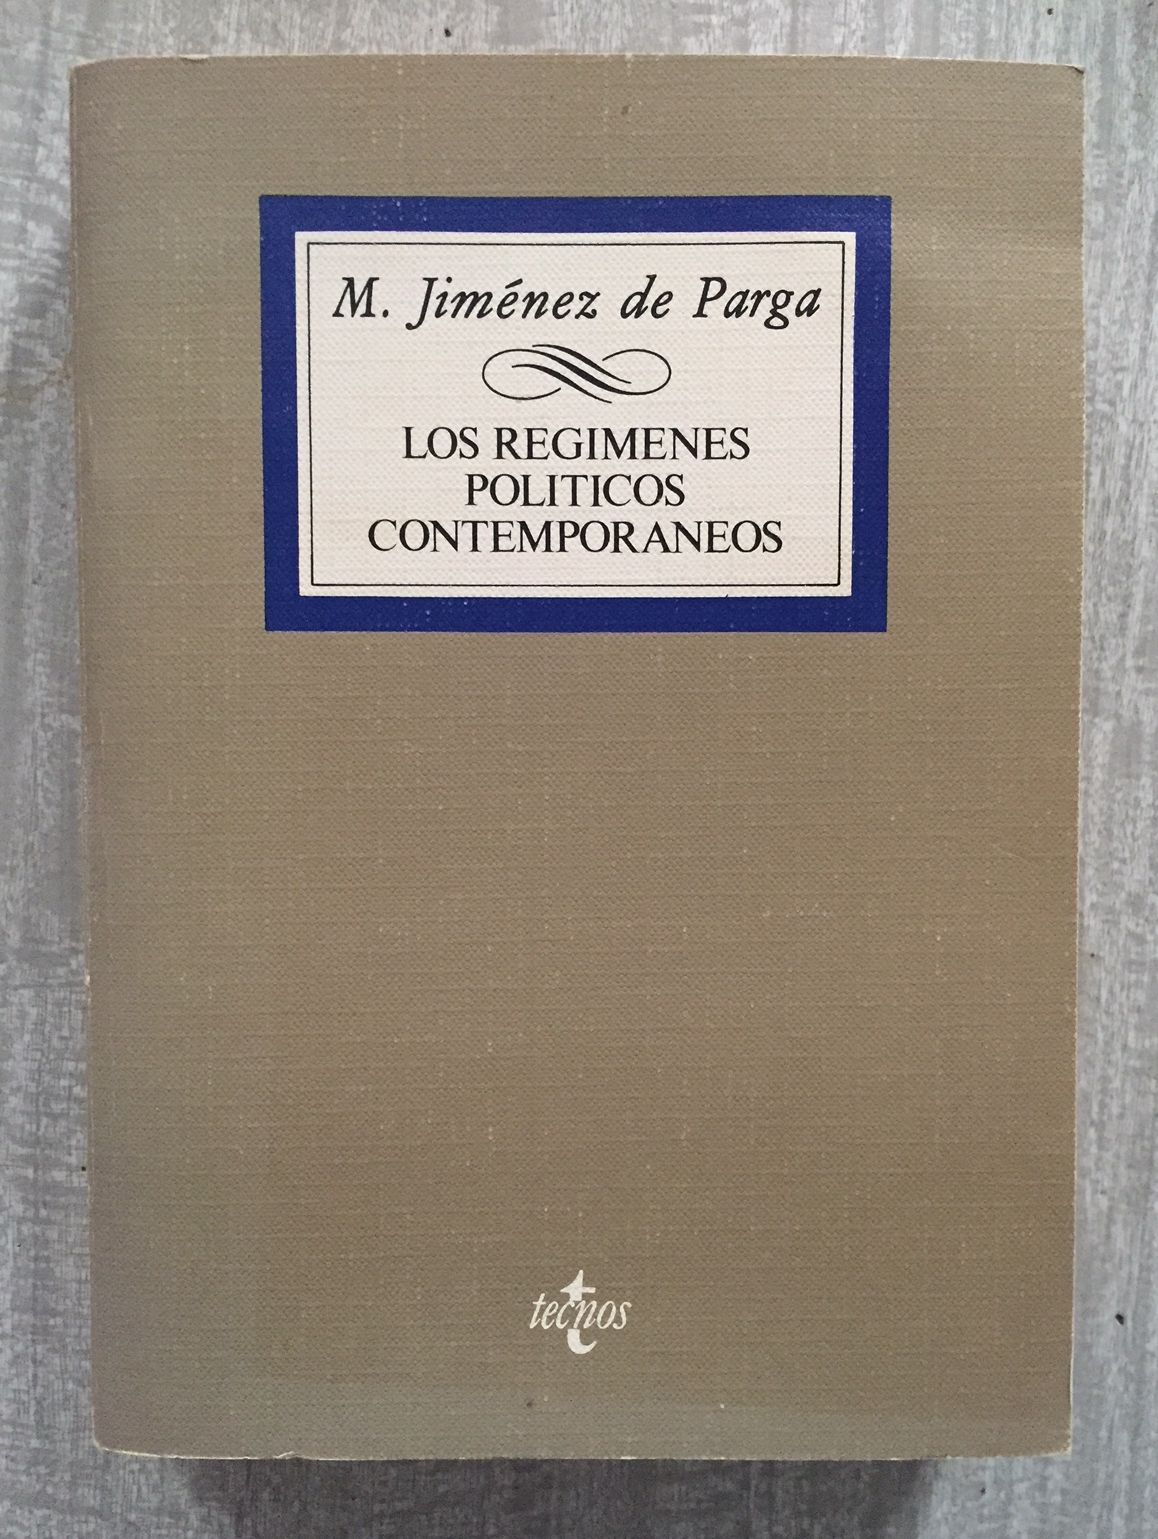 M. Jiménez de Parga
LOS REGIMENES
POLITICOS
CONTEMPORANEOS
tecnos